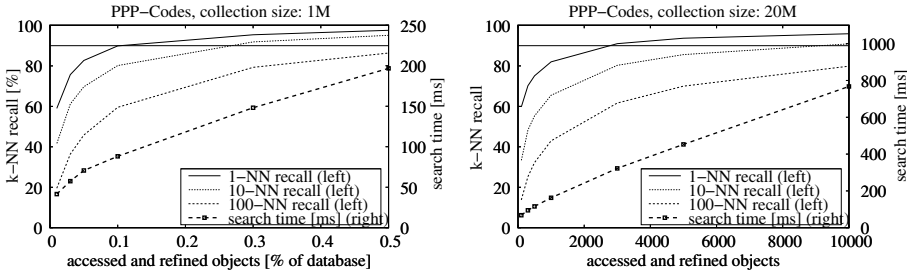 PPP-Codes, collection size: 1M
k-NN recall [%]
100
80
60
40
20
0
250
200
150
100
50
0
search time [ms]
1-NN recall (left)
10-NN recall (left)
100-NN recall (left)
search time [ms] (right)
0 0.1 0.2 0.3 0.4 0.5
accessed and refined objects [% of database]
PPP-Codes, collection size: 20M
k-NN recall
100
80
60
40
20
0
1000
800
600
400
200
0
search time [ms]
1-NN recall (left)
10-NN recall (left)
100-NN recall (left)
search time [ms] (right)
0 2000 4000 6000 8000 10000
accessed and refined objects